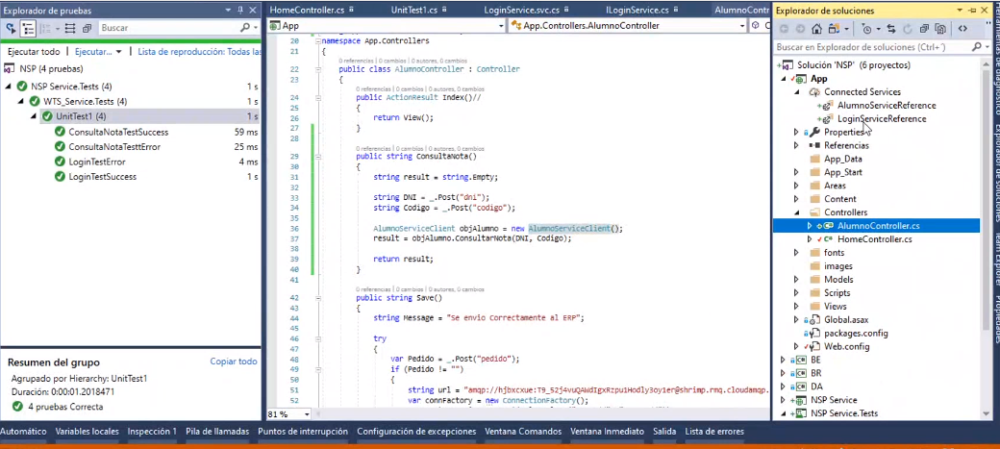 Explorador de pruebas
Buscar
Ejecutar todo | Ejecutar... | Lista de reproducción: Todas las
NSP (4 pruebas)
NSP Service.Tests (4) 1 s
WTS_Service.Tests (4) 1 s
UnitTest1 (4) 1 s
ConsultaNotaTestSuccess 59 ms
ConsultaNotaTesttError 25 ms
LoginTestError 4 ms
LoginTestSuccess 1 s
Resumen del grupo
Copiar todo
Agrupado por Hierarchy: UnitTest1
Duración: 0:00:01.2018471
4 pruebas Correcta
HomeController.cs UnitTest1.cs LoginService.svc.cs ILoginService.cs AlumnoContr
App App.Controllers.AlumnoController
20 namespace App.Controllers
21 {
0 referencias | 0 cambios | 0 autores, 0 cambios
22 public class AlumnoController : Controller
23 {
0 referencias | 0 cambios | 0 autores, 0 cambios
24 public ActionResult Index()//
25 {
26 return View();
27 }
28
0 referencias | 0 cambios | 0 autores, 0 cambios
29 public string ConsultaNota()
30 {
31 string result = string.Empty;
32
33 string DNI = _.Post("dni");
34 string Codigo = _.Post("codigo");
35
36 AlumnoServiceClient objAlumno = new AlumnoServiceClient();
37 result = objAlumno.ConsultarNota(DNI, Codigo);
38
39 return result;
40 }
41
0 referencias | 0 cambios | 0 autores, 0 cambios
42 public string Save()
43 {
44 string Message = "Se envio Correctamente al ERP";
45
46 try
47 {
48 var Pedido = _.Post("pedido");
49 if (Pedido != "")
50 {
51 string url =
52 var connFactory = new ConnectionFactory();
81 %
Explorador de soluciones
Buscar en Explorador de soluciones (Ctrl+')
Solución 'NSP' (6 proyectos)
App
Connected Services
AlumnoServiceReference
LoginServiceReference
Properties
Referencias
App_Data
App_Start
Areas
Content
Controllers
AlumnoController.cs
HomeController.cs
fonts
images
Models
Scripts
Views
Global.asax
packages.config
Web.config
BE
BR
DA
NSP Service
NSP Service.Tests
Team Explorer
Propiedades
Automático Variables locales Inspección 1 Pila de llamadas Puntos de interrupción Configuración de excepciones Ventana Comandos Ventana Inmediato Salida Lista de errores